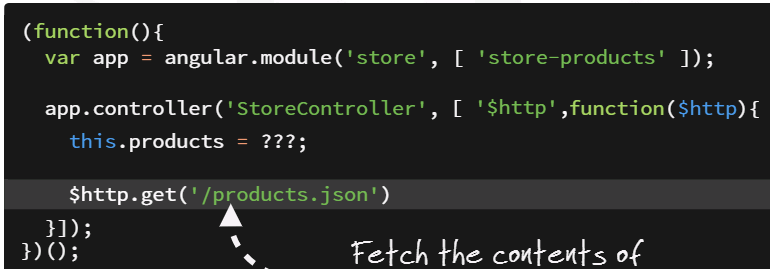 (function(){
var app = angular.module('store', [ 'store-products' ]);
app.controller('StoreController', [ '$http',function($http){
this.products = ???;
$http.get('/products.json')
}]);
})();
Fetch the contents of